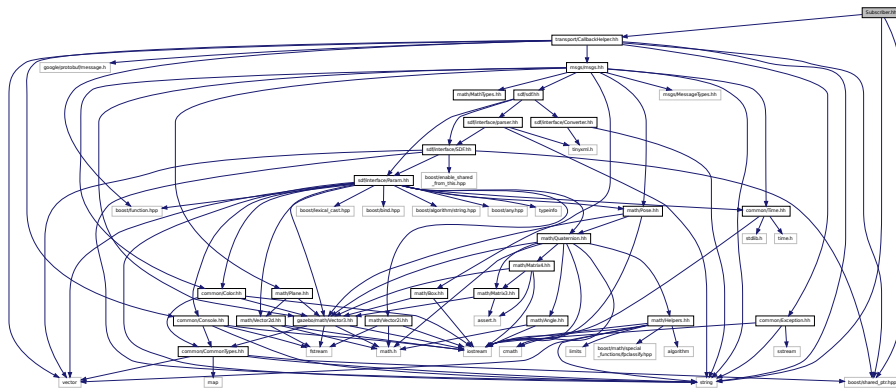 Subscriber.hh
transport/CallbackHelper.hh
google/protobuf/message.h
msgs/msgs.hh
math/MathTypes.hh
sdf/sdf.hh
msgs/MessageTypes.hh
sdf/interface/parser.hh
sdf/interface/Converter.hh
sdf/interface/SDF.hh
tinyxml.h
sdf/interface/Param.hh
boost/enable_shared
_from_this.hpp
boost/function.hpp
boost/lexical_cast.hpp
boost/bind.hpp
boost/algorithm/string.hpp
boost/any.hpp
typeinfo
math/Pose.hh
common/Time.hh
math/Quaternion.hh
stdlib.h
time.h
math/Matrix4.hh
common/Color.hh
math/Plane.hh
math/Box.hh
math/Matrix3.hh
common/Console.hh
math/Vector2d.hh
gazebo/math/Vector3.hh
math/Vector2i.hh
assert.h
math/Angle.hh
math/Helpers.hh
common/Exception.hh
common/CommonTypes.hh
fstream
math.h
iostream
cmath
limits
boost/math/special
_functions/fpclassify.hpp
algorithm
sstream
vector
map
string
boost/shared_ptr.hpp